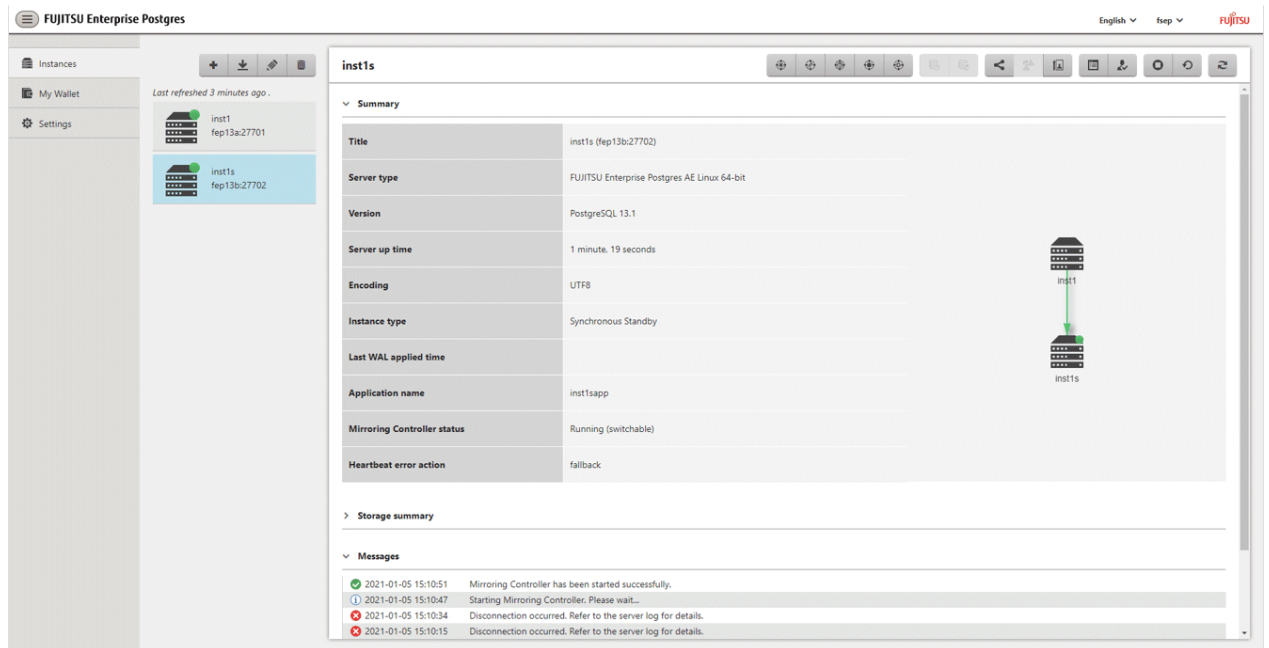 FUJITSU Enterprise Postgres
English
fsep
FUJITSU
Instances
My Wallet
Settings
Last refreshed 3 minutes ago .
inst1
fep13a:27701
inst1s
fep13b:27702
inst1s
Summary
Title inst1s (fep13b:27702)
Server type FUJITSU Enterprise Postgres AE Linux 64-bit
Version PostgreSQL 13.1
Server up time 1 minute. 19 seconds
Encoding UTF8
Instance type Synchronous Standby
Last WAL applied time
Application name inst1sapp
Mirroring Controller status Running (switchable)
Heartbeat error action fallback
inst1
inst1s
Storage summary
Messages
2021-01-05 15:10:51 Mirroring Controller has been started successfully.
2021-01-05 15:10:47 Starting Mirroring Controller. Please wait...
2021-01-05 15:10:34 Disconnection occurred. Refer to the server log for details.
2021-01-05 15:10:15 Disconnection occurred. Refer to the server log for details.